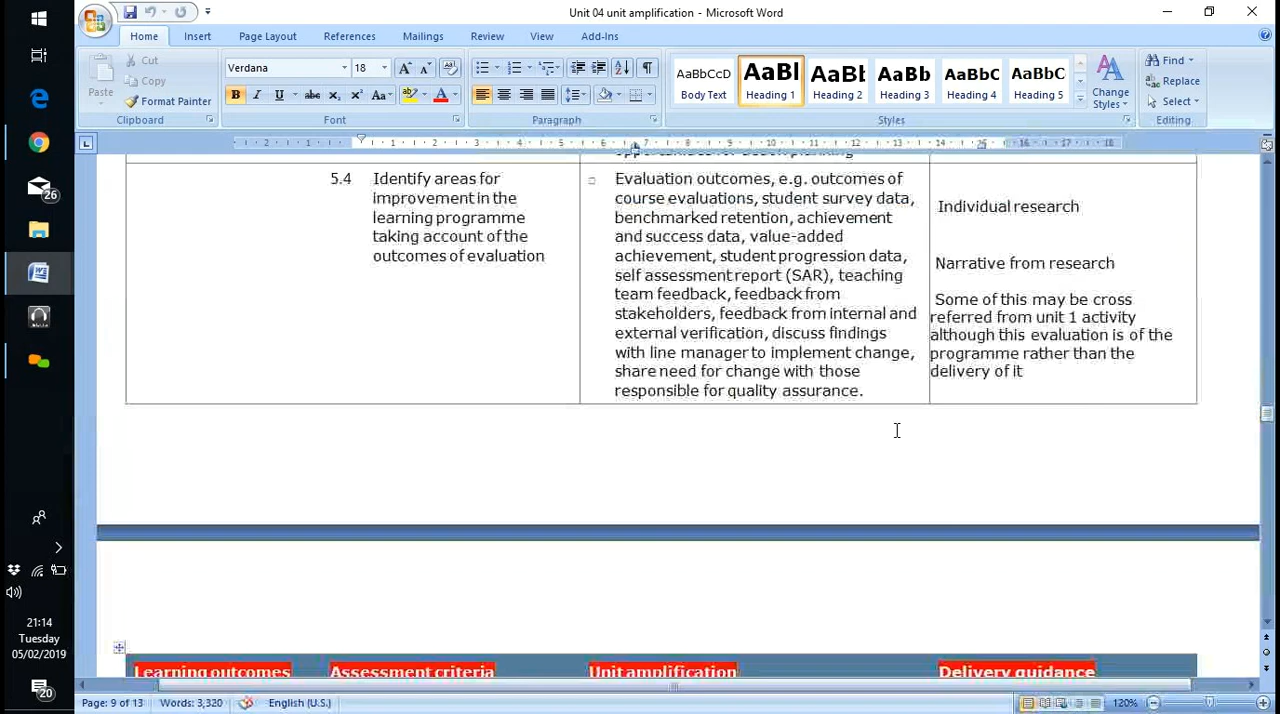 Unit 04 unit amplification - Microsoft Word
Home Insert Page Layout References Mailings Review View Add-Ins
Paste
Cut
Copy
Format Painter
Clipboard
Verdana 18
Font
Paragraph
AaBbCcD AaBl AaBb AaBb AaBbC AaBbC
Body Text Heading 1 Heading 2 Heading 3 Heading 4 Heading 5
Change
Styles
Styles
Find
Replace
Select
Editing
5.4 Identify areas for
improvement in the
learning programme
taking account of the
outcomes of evaluation
Evaluation outcomes, e.g. outcomes of
course evaluations, student survey data,
benchmarked retention, achievement
and success data, value-added
achievement, student progression data,
self assessment report (SAR), teaching
team feedback, feedback from
stakeholders, feedback from internal and
external verification, discuss findings
with line manager to implement change,
share need for change with those
responsible for quality assurance.
Individual research
Narrative from research
Some of this may be cross
referred from unit 1 activity
although this evaluation is of the
programme rather than the
delivery of it
Learning outcomes Assessment criteria Unit amplification Delivery guidance
26
21:14
Tuesday
05/02/2019
20
Page: 9 of 13 Words: 3,320 English (U.S.) 120%